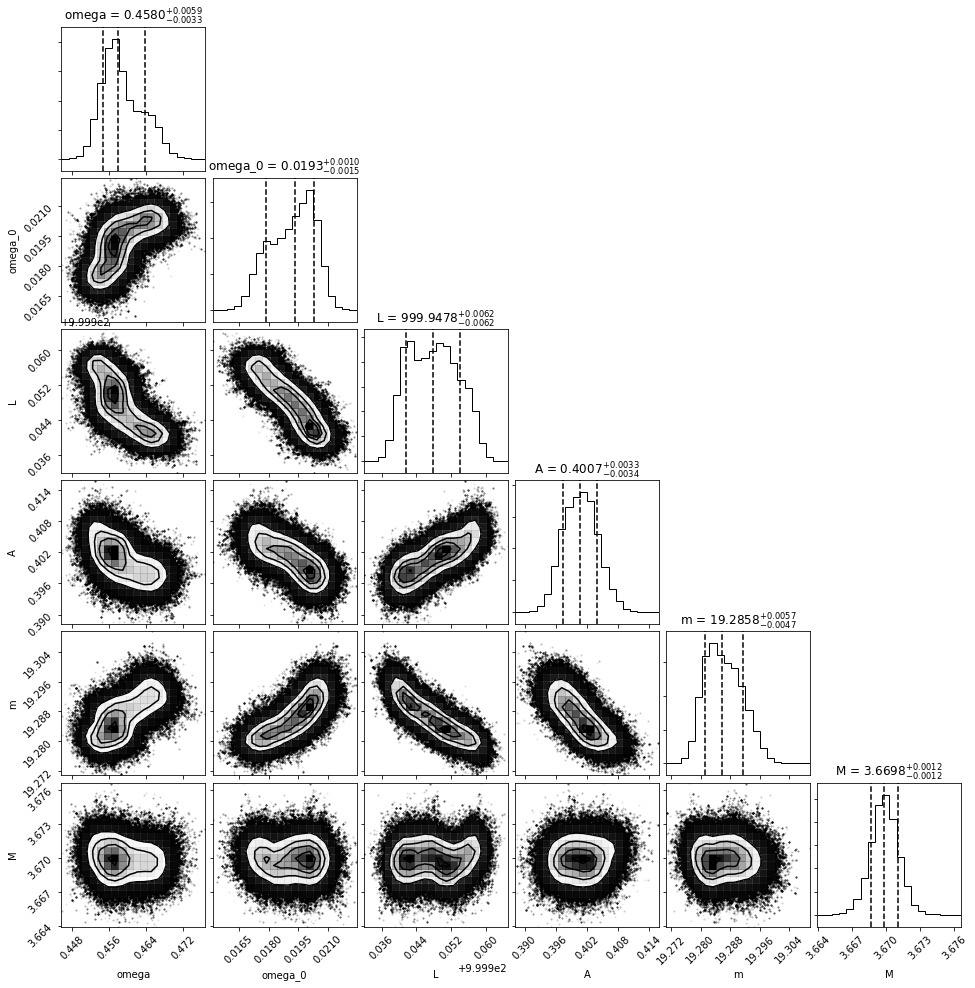 omega = 0.4580+0.0059−0.0033
omega_0 = 0.0193+0.0010−0.0015
omega_0
0.0210
0.0195
0.0180
0.0165
+9.999e2
L = 999.9478+0.0062−0.0062
L
0.060
0.052
0.044
0.036
A = 0.4007+0.0033−0.0034
A
0.414
0.408
0.402
0.396
0.390
m = 19.2858+0.0057−0.0047
m
19.304
19.296
19.288
19.280
19.272
M = 3.6698+0.0012−0.0012
M
3.676
3.673
3.670
3.667
3.664
0.448 0.456 0.464 0.472 0.0165 0.0180 0.0195 0.0210 0.036 0.044 0.052 0.060 0.390 0.396 0.402 0.408 0.414 19.272 19.280 19.288 19.296 19.304 3.664 3.667 3.670 3.673 3.676
+9.999e2
omega omega_0 L A m M